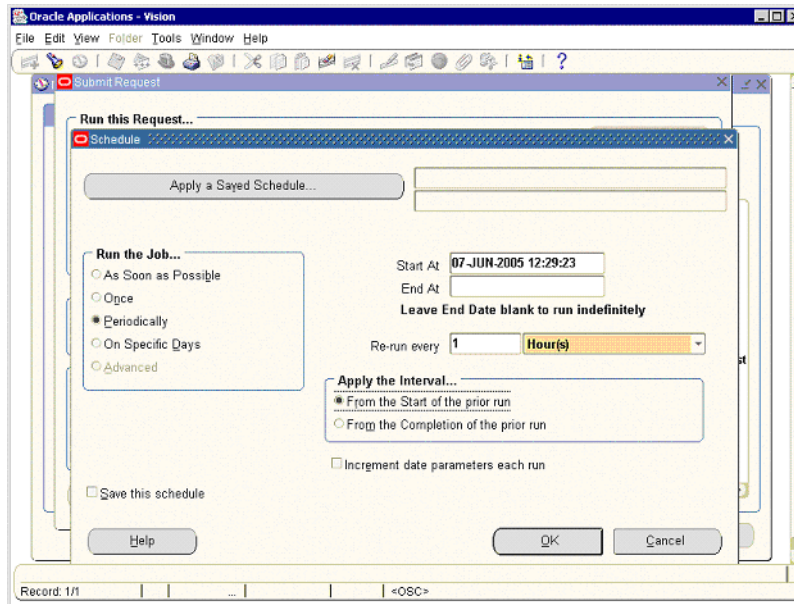 Oracle Applications - Vision
File Edit View Folder Tools Window Help
Submit Request
Run this Request...
Schedule
Apply a Saved Schedule...
Run the Job...
As Soon as Possible
Once
Periodically
On Specific Days
Advanced
Start At 07-JUN-2005 12:29:23
End At
Leave End Date blank to run indefinitely
Re-run every 1 Hour(s)
Apply the Interval...
From the Start of the prior run
From the Completion of the prior run
Increment date parameters each run
Save this schedule
Help OK Cancel
Record: 1/1 ... <OSC>